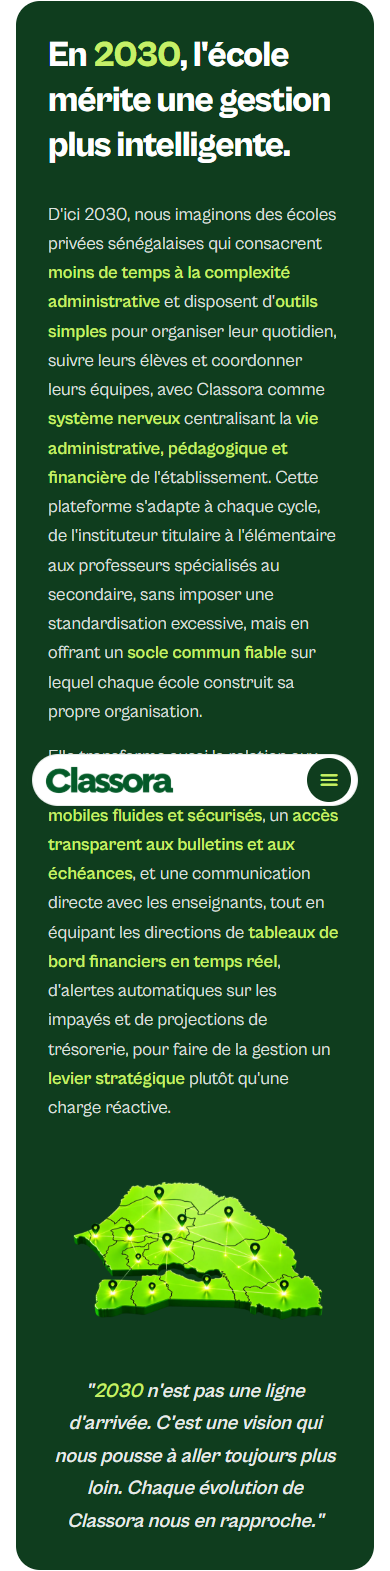 En 2030, l'école
mérite une gestion
plus intelligente.
D'ici 2030, nous imaginons des écoles
privées sénégalaises qui consacrent
moins de temps à la complexité
administrative et disposent d'outils
simples pour organiser leur quotidien,
suivre leurs élèves et coordonner
leurs équipes, avec Classora comme
système nerveux centralisant la vie
administrative, pédagogique et
financière de l'établissement. Cette
plateforme s'adapte à chaque cycle,
de l'instituteur titulaire à l'élémentaire
aux professeurs spécialisés au
secondaire, sans imposer une
standardisation excessive, mais en
offrant un socle commun fiable sur
lequel chaque école construit sa
propre organisation.
Elle transforme aussi la relation aux
Classora
mobiles fluides et sécurisés, un accès
transparent aux bulletins et aux
échéances, et une communication
directe avec les enseignants, tout en
équipant les directions de tableaux de
bord financiers en temps réel,
d'alertes automatiques sur les
impayés et de projections de
trésorerie, pour faire de la gestion un
levier stratégique plutôt qu'une
charge réactive.
"2030 n'est pas une ligne
d'arrivée. C'est une vision qui
nous pousse à aller toujours plus
loin. Chaque évolution de
Classora nous en rapproche."